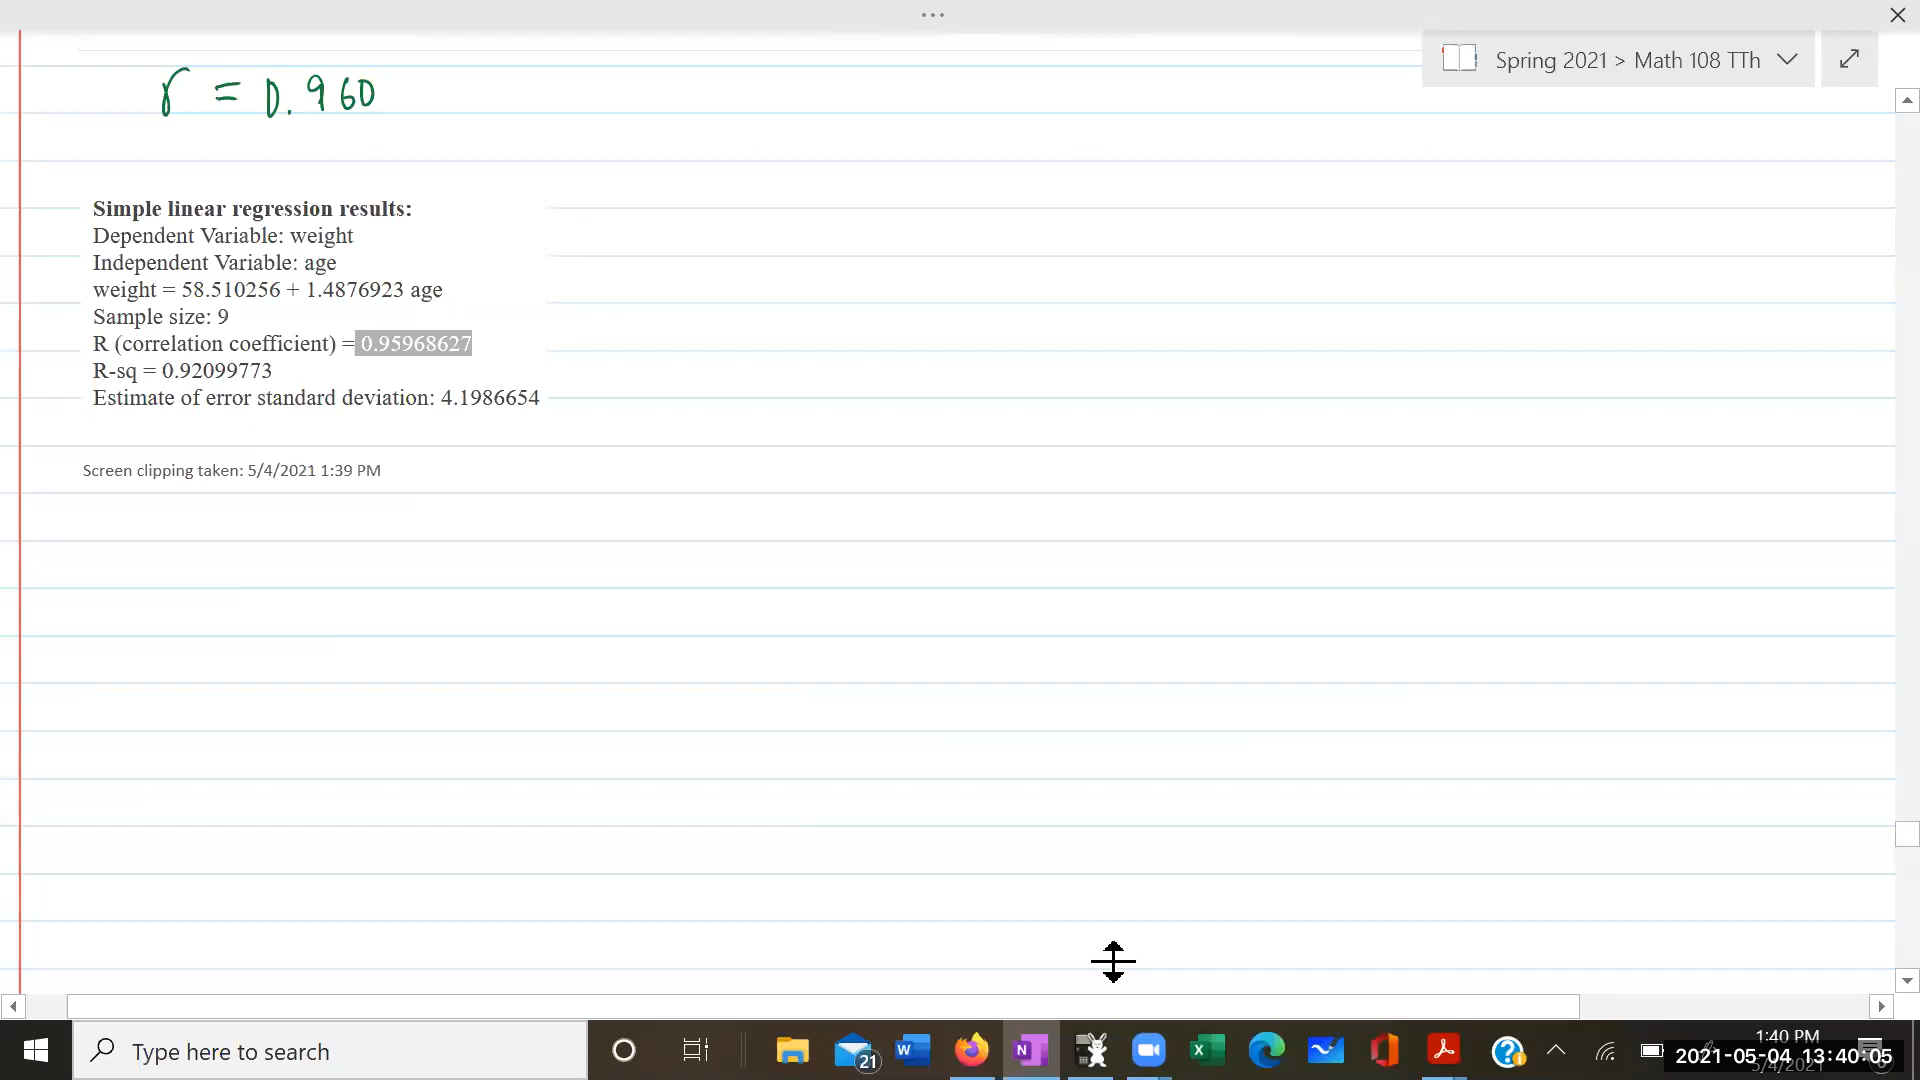 Spring 2021 > Math 108 TTh
r = 0.960
Simple linear regression results:
Dependent Variable: weight
Independent Variable: age
weight = 58.510256 + 1.4876923 age
Sample size: 9
R (correlation coefficient) = 0.95968627
R-sq = 0.92099773
Estimate of error standard deviation: 4.1986654
Screen clipping taken: 5/4/2021 1:39 PM
Type here to search
21
1:40 PM
2021-05-04 13:40:05